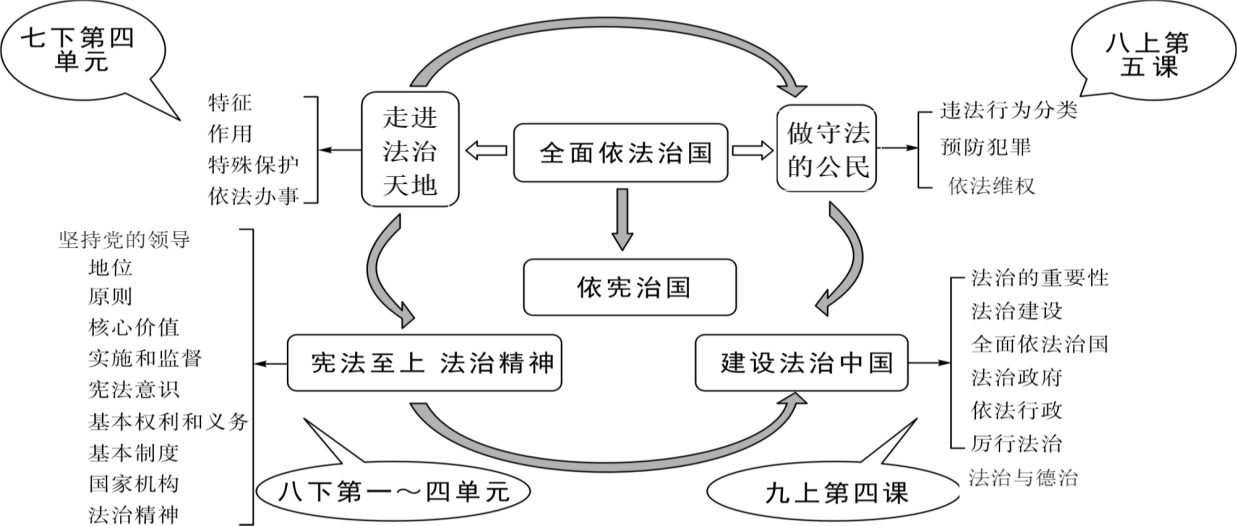 七下第四
单元
八上第
五课
特征
作用
特殊保护
依法办事
走进
法治
天地
全面依法治国
做守法
的公民
违法行为分类
预防犯罪
依法维权
依宪治国
坚持党的领导
地位
原则
核心价值
实施和监督
宪法意识
基本权利和义务
基本制度
国家机构
法治精神
宪法至上 法治精神
建设法治中国
法治的重要性
法治建设
全面依法治国
法治政府
依法行政
厉行法治
法治与德治
八下第一～四单元
九上第四课